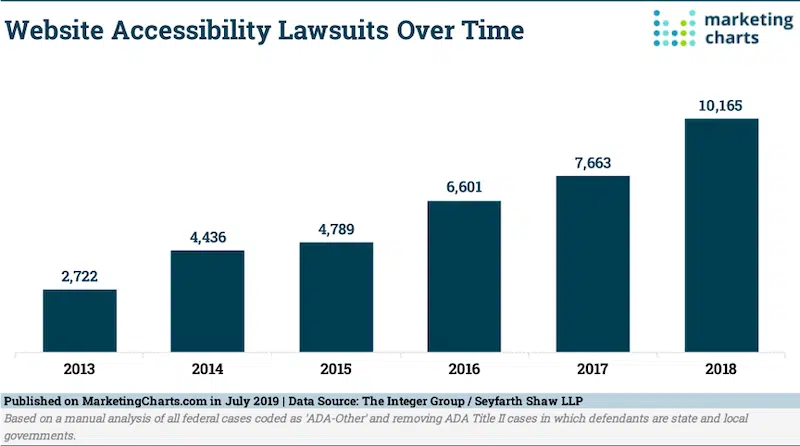 Website Accessibility Lawsuits Over Time
marketing
charts
10,165
7,663
6,601
4,789
4,436
2,722
2013 2014 2015 2016 2017 2018
Published on MarketingCharts.com in July 2019 | Data Source: The Integer Group / Seyfarth Shaw LLP
Based on a manual analysis of all federal cases coded as 'ADA-Other' and removing ADA Title II cases in which defendants are state and local
governments.